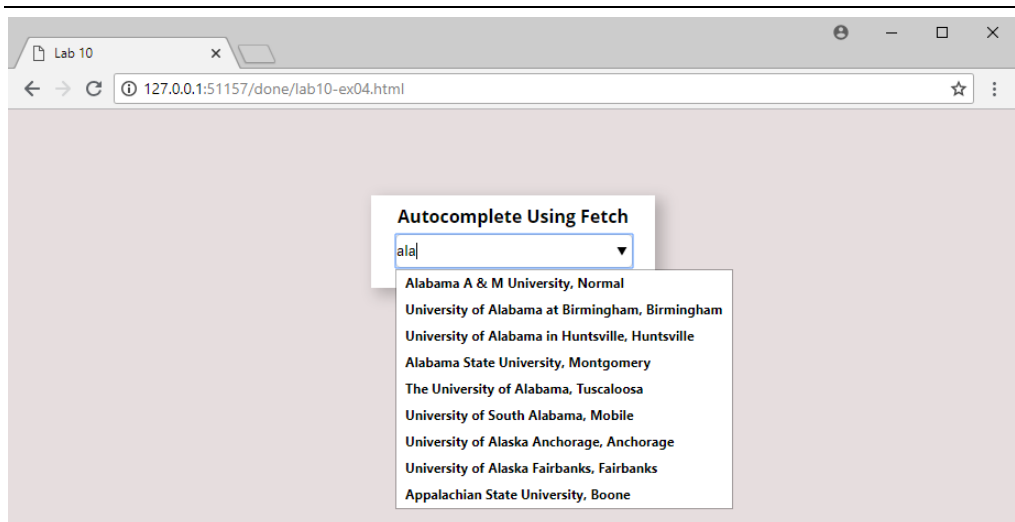 Lab 10
127.0.0.1:51157/done/lab10-ex04.html
Autocomplete Using Fetch
ala
Alabama A & M University, Normal
University of Alabama at Birmingham, Birmingham
University of Alabama in Huntsville, Huntsville
Alabama State University, Montgomery
The University of Alabama, Tuscaloosa
University of South Alabama, Mobile
University of Alaska Anchorage, Anchorage
University of Alaska Fairbanks, Fairbanks
Appalachian State University, Boone